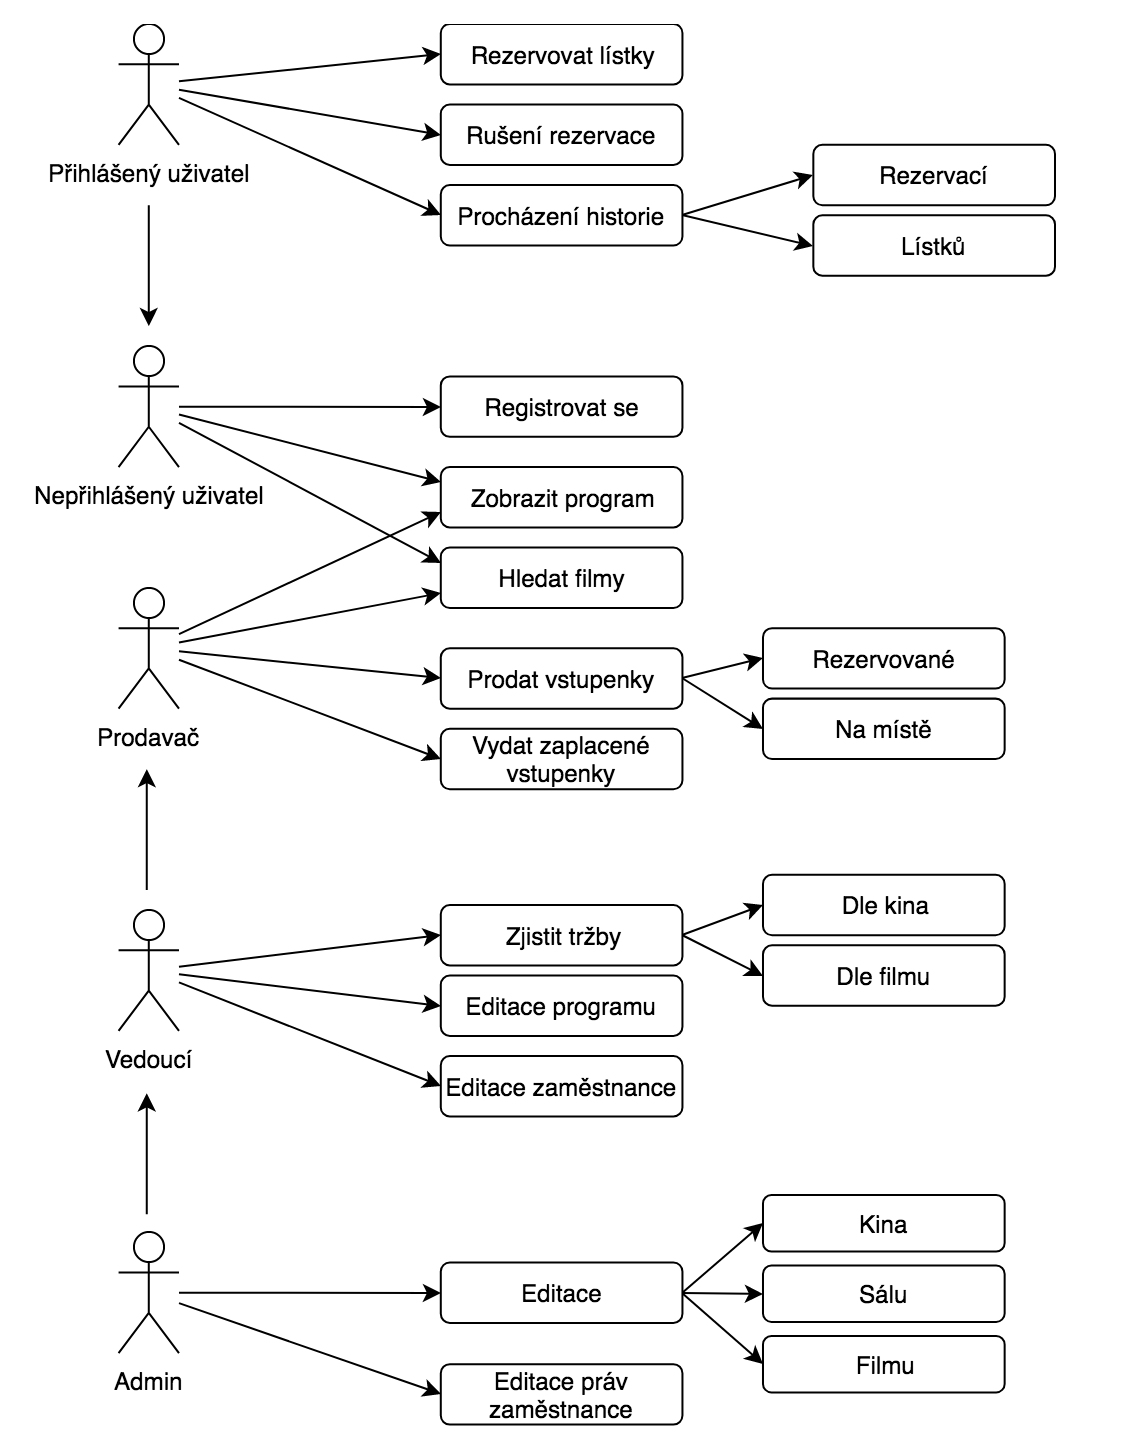 Rezervovat lístky
Rušení rezervace
Přihlášený uživatel
Procházení historie
Rezervací
Lístků
Registrovat se
Nepřihlášený uživatel
Zobrazit program
Hledat filmy
Prodavač
Prodat vstupenky
Rezervované
Na místě
Vydat zaplacené
vstupenky
Vedoucí
Zjistit tržby
Dle kina
Dle filmu
Editace programu
Editace zaměstnance
Admin
Editace
Kina
Sálu
Filmu
Editace práv
zaměstnance